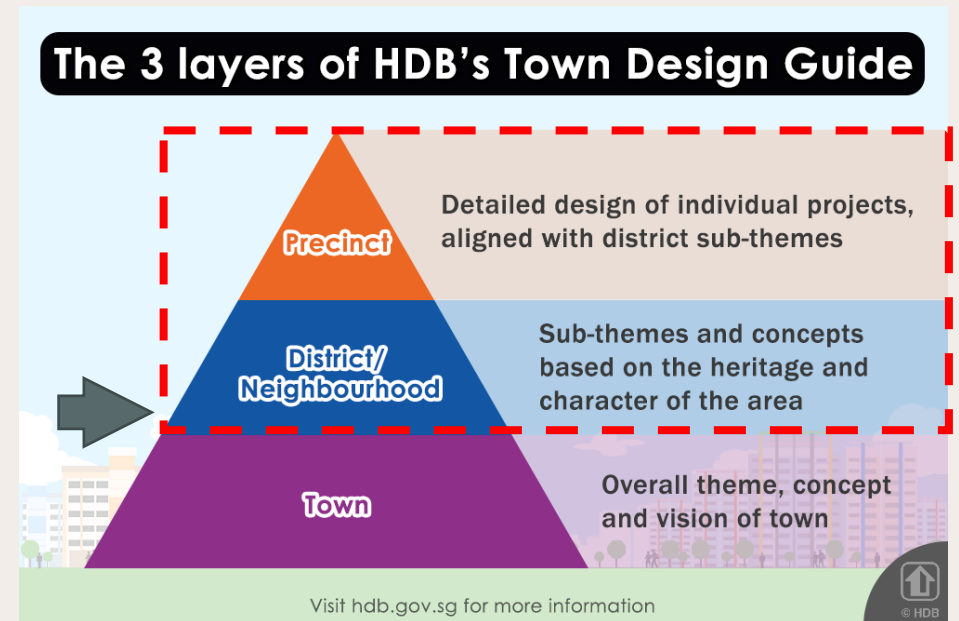 The 3 layers of HDB's Town Design Guide
Precinct
Detailed design of individual projects,
aligned with district sub-themes
District/
Neighbourhood
Sub-themes and concepts
based on the heritage and
character of the area
Town
Overall theme, concept
and vision of town
Visit hdb.gov.sg for more information
© HDB